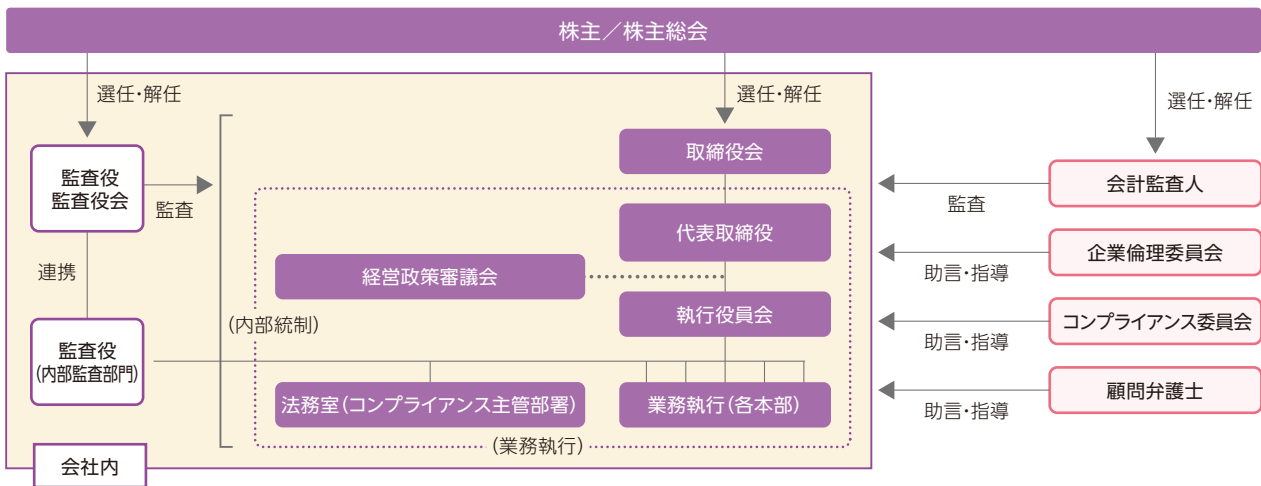 株主／株主総会
選任・解任
選任・解任
選任・解任
監査役
監査役会
監査
連携
監査役
(内部監査部門)
(内部統制)
取締役会
代表取締役
経営政策審議会
執行役員会
法務室(コンプライアンス主管部署)
業務執行(各本部)
(業務執行)
会社内
監査
会計監査人
助言・指導
企業倫理委員会
助言・指導
コンプライアンス委員会
助言・指導
顧問弁護士